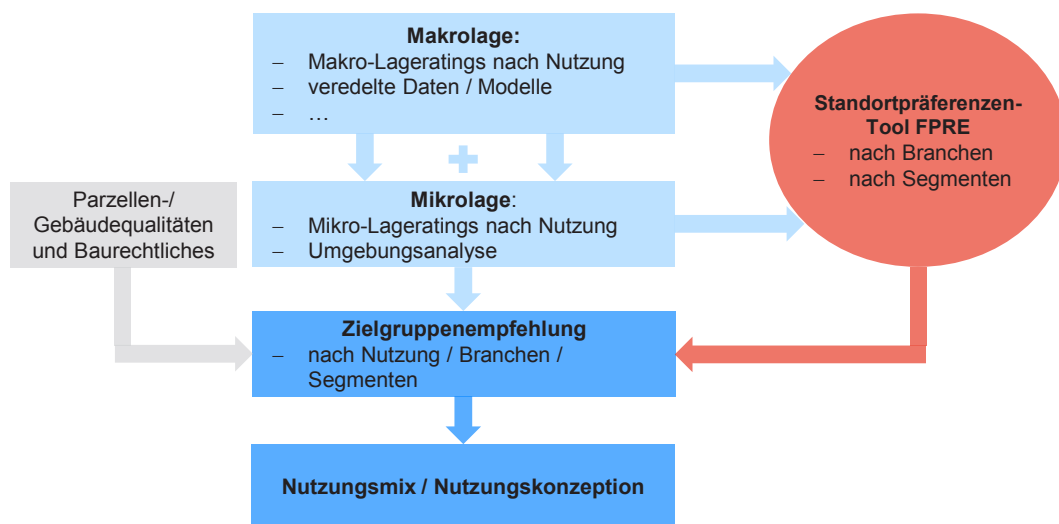 Makrolage:
– Makro-Lageratings nach Nutzung
– veredelte Daten / Modelle
– …
Standortpräferenzen-
Tool FPRE
– nach Branchen
– nach Segmenten
Parzellen-/
Gebäudequalitäten
und Baurechtliches
Mikrolage:
– Mikro-Lageratings nach Nutzung
– Umgebungsanalyse
Zielgruppenempfehlung
– nach Nutzung / Branchen /
Segmenten
Nutzungsmix / Nutzungskonzeption